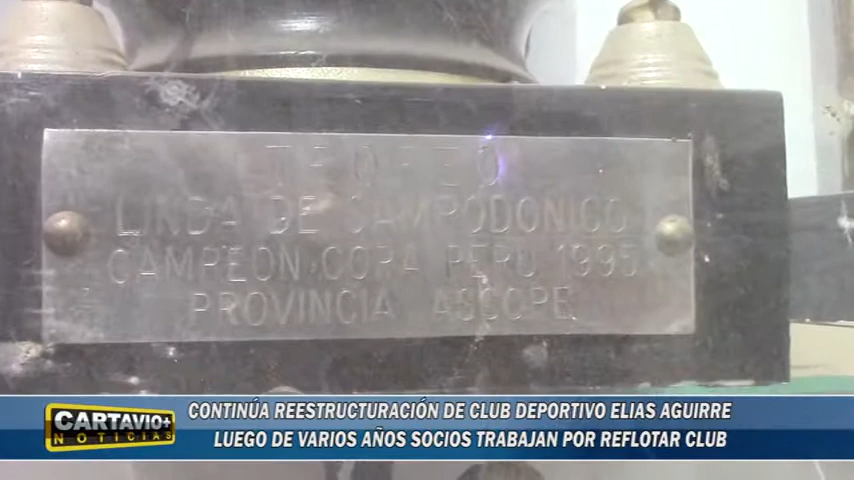 TROFEO
LINDA DE CAMPODONICO
CAMPEON COPA PERU 1995
PROVINCIA ASCOPE
CARTAVIO+
NOTICIAS
CONTINÚA REESTRUCTURACIÓN DE CLUB DEPORTIVO ELIAS AGUIRRE
LUEGO DE VARIOS AÑOS SOCIOS TRABAJAN POR REFLOTAR CLUB